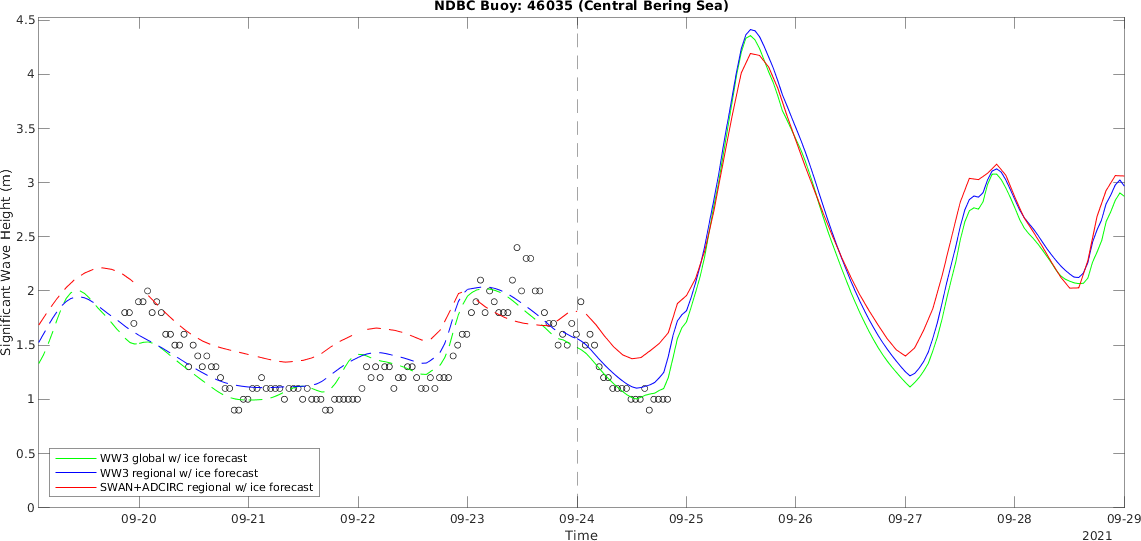 NDBC Buoy: 46035 (Central Bering Sea)
4.5
4
3.5
3
2.5
2
1.5
1
0.5
0
Significant Wave Height (m)
WW3 global w/ ice forecast
WW3 regional w/ ice forecast
SWAN+ADCIRC regional w/ ice forecast
09-20 09-21 09-22 09-23 09-24 09-25 09-26 09-27 09-28 09-29
Time
2021